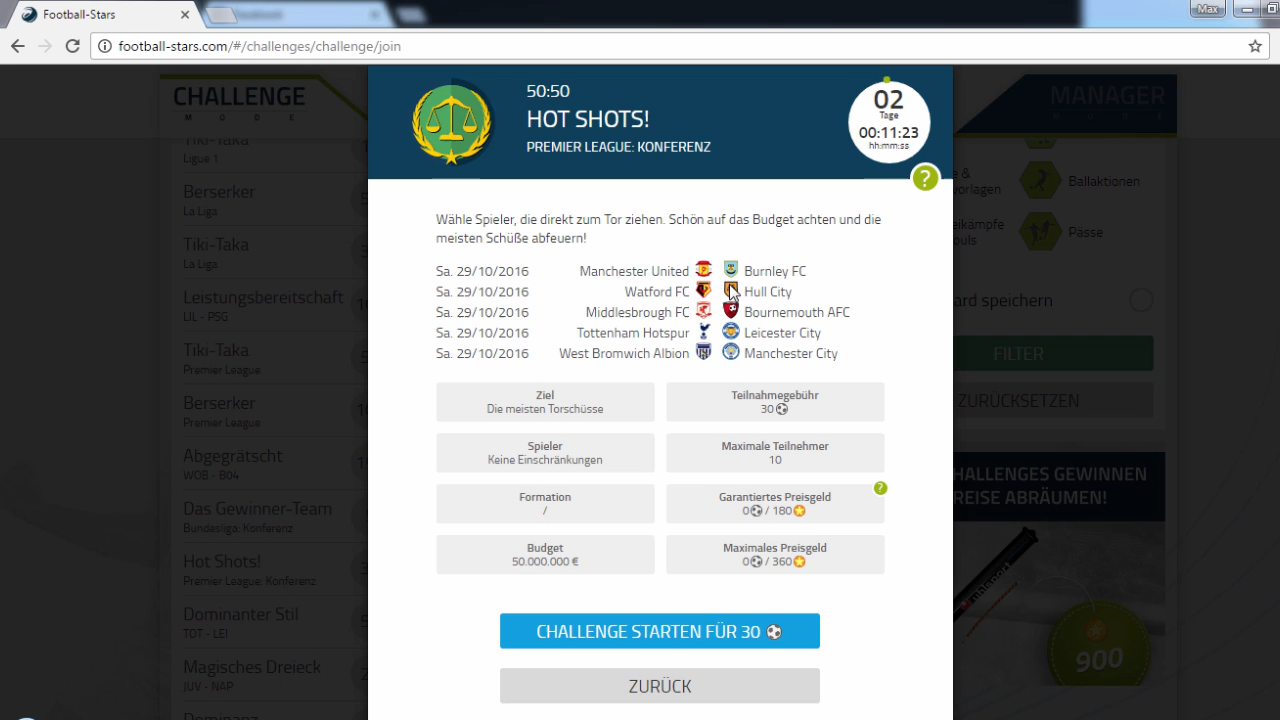 Football-Stars
Max
football-stars.com/#/challenges/challenge/join
CHALLENGE
M O D E
MANAGER
M O D E
Tiki-Taka
Ligue 1
Berserker
La Liga
Tiki-Taka
La Liga
Leistungsbereitschaft
LIL - PSG
Tiki-Taka
Premier League
Berserker
Premier League
Abgegrätscht
WOB - B04
Das Gewinner-Team
Bundesliga: Konferenz
Hot Shots!
Premier League: Konferenz
Dominanter Stil
TOT - LEI
Magisches Dreieck
JUV - NAP
50:50
HOT SHOTS!
PREMIER LEAGUE: KONFERENZ
02
Tage
00:11:23
hh:mm:ss
?
Wähle Spieler, die direkt zum Tor ziehen. Schön auf das Budget achten und die
meisten Schüße abfeuern!
Sa. 29/10/2016 Manchester United Burnley FC
Sa. 29/10/2016 Watford FC Hull City
Sa. 29/10/2016 Middlesbrough FC Bournemouth AFC
Sa. 29/10/2016 Tottenham Hotspur Leicester City
Sa. 29/10/2016 West Bromwich Albion Manchester City
Ziel
Die meisten Torschüsse
Teilnahmegebühr
30
Spieler
Keine Einschränkungen
Maximale Teilnehmer
10
Formation
/
Garantiertes Preisgeld
0 / 180
?
Budget
50.000.000 €
Maximales Preisgeld
0 / 360
CHALLENGE STARTEN FÜR 30
ZURÜCK
Ballaktionen
Pässe
FILTER
ZURÜCKSETZEN
HALLENGES GEWINNEN
REISE ABRÄUMEN!
900